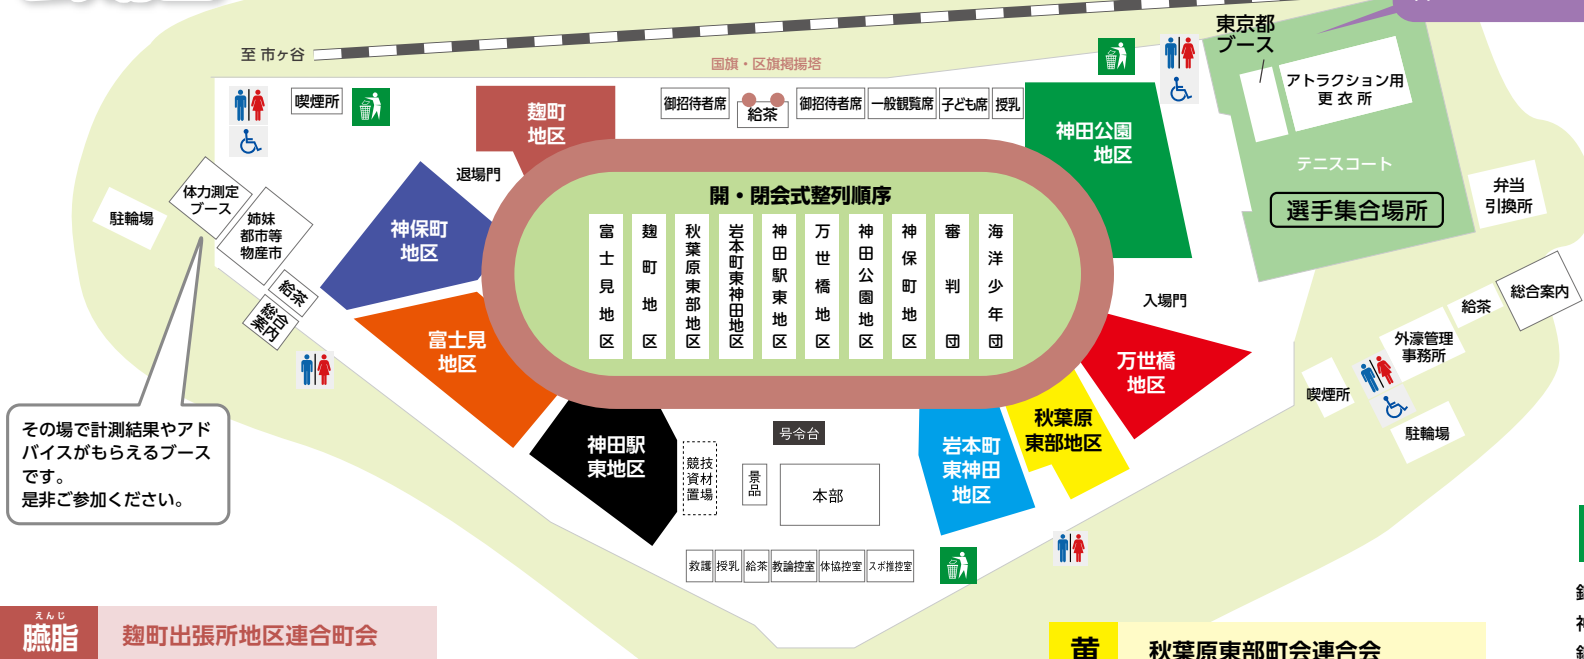 東京都
ブース
至 市ヶ谷
国旗・区旗掲揚塔
喫煙所
麹町
地区
御招待者席
給茶
御招待者席
一般観覧席
子ども席
授乳
神田公園
地区
アトラクション用
更衣所
テニスコート
選手集合場所
弁当
引換所
退場門
体力測定
ブース
駐輪場
姉妹
都市等
物産市
神保町
地区
給茶
総合
案内
開・閉会式整列順序
富士見地区
麹町地区
秋葉原東部地区
岩本町東神田地区
神田駅東地区
万世橋地区
神田公園地区
神保町地区
審判団
海洋少年団
入場門
総合案内
給茶
外濠管理
事務所
喫煙所
駐輪場
富士見
地区
万世橋
地区
秋葉原
東部地区
岩本町
東神田
地区
神田駅
東地区
号令台
競技
資材
置場
景品
本部
救護
授乳
給茶
教諭控室
体協控室
スポ推控室
その場で計測結果やアド
バイスがもらえるブース
です。
是非ご参加ください。
えんじ
臙脂
麹町出張所地区連合町会
黄
秋葉原東部町会連合会